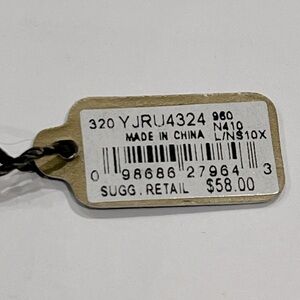 320 YJRU4324 960
N410
MADE IN CHINA L/NS10X
0 98686 27964 3
SUGG. RETAIL $58.00